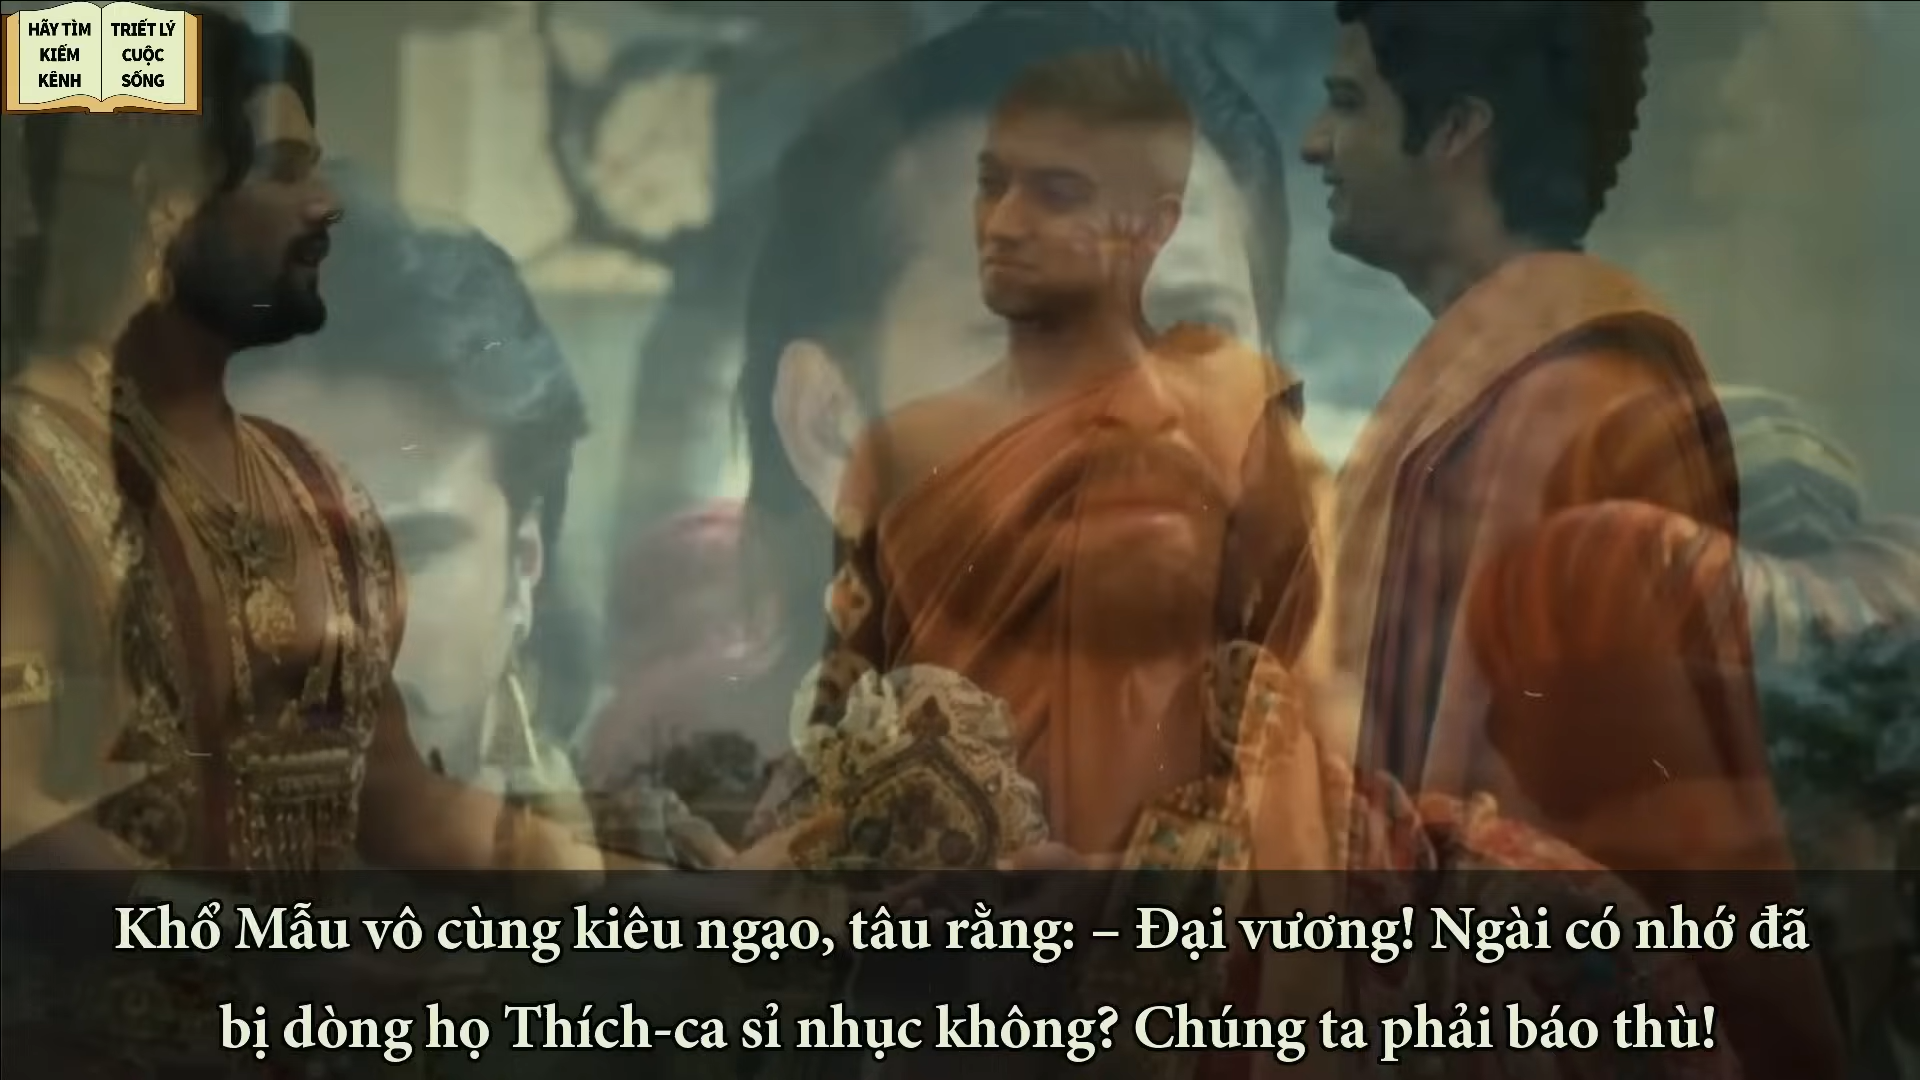 HÃY TÌM
KIẾM
KÊNH
TRIẾT LÝ
CUỘC
SỐNG
Khổ Mẫu vô cùng kiêu ngạo, tâu rằng: – Đại vương! Ngài có nhớ đã
bị dòng họ Thích-ca sỉ nhục không? Chúng ta phải báo thù!